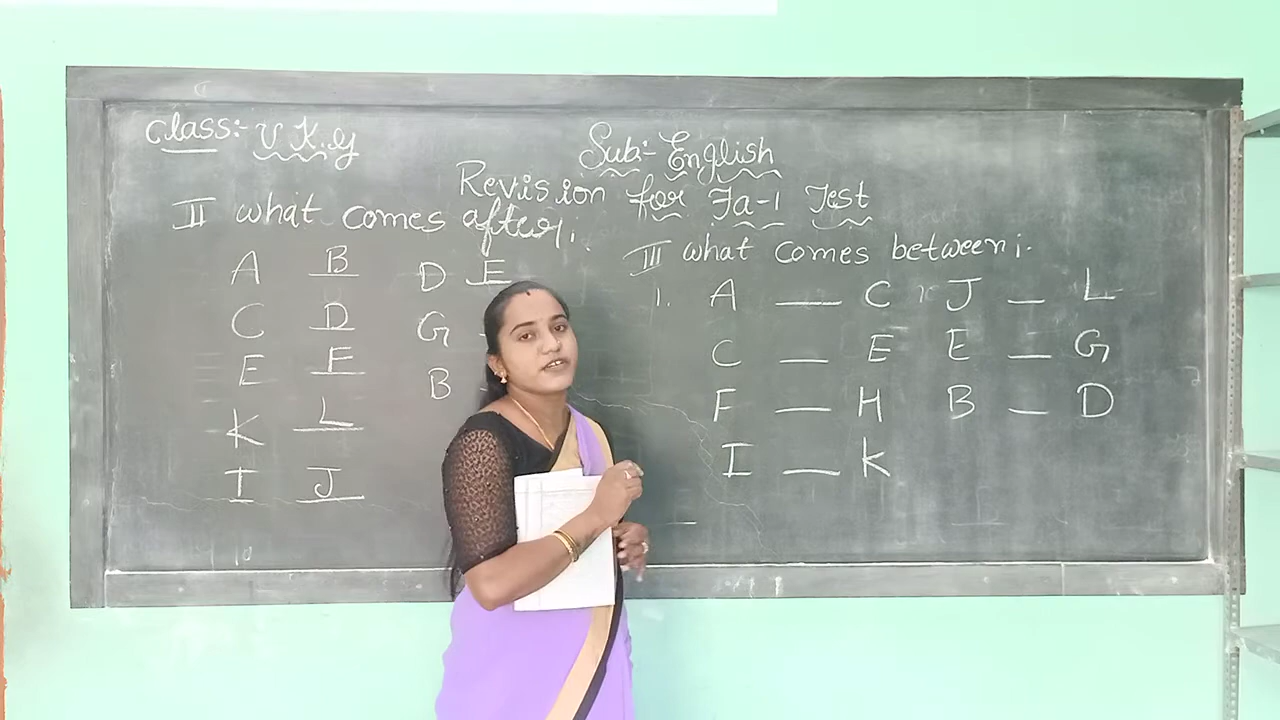 Class:- U K.G
Sub:- English
Revision for Fa-1 Test
II what comes after;
A B D E
C D G
E F B
K L
I J
III what comes between;
1. A __ C J __ L
C __ E E __ G
F __ H B __ D
I __ K